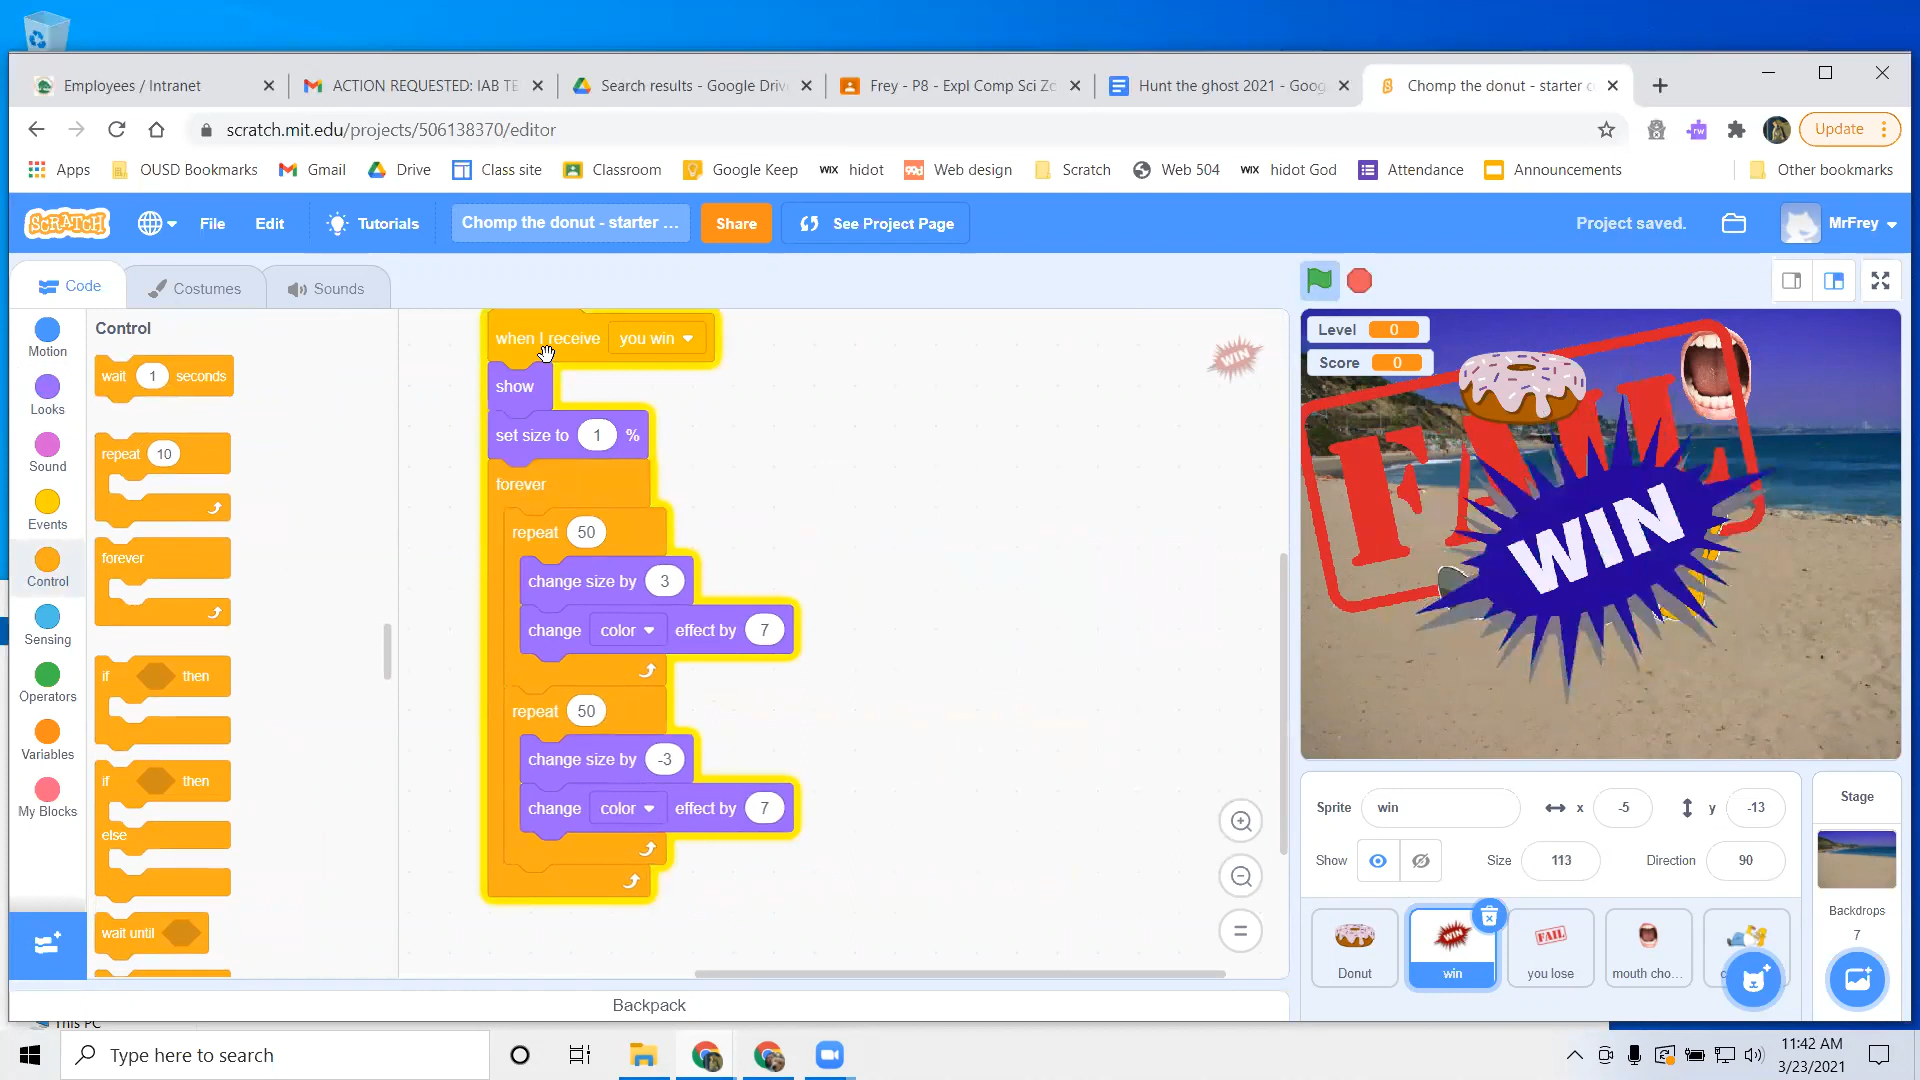 Employees / Intranet
ACTION REQUESTED: IAB TE
Search results - Google Driv
Frey - P8 - Expl Comp Sci Zo
Hunt the ghost 2021 - Goog
Chomp the donut - starter c
scratch.mit.edu/projects/506138370/editor
Update
Apps
OUSD Bookmarks
Gmail
Drive
Class site
Classroom
Google Keep
WIX hidot
Web design
Scratch
Web 504
WIX hidot God
Attendance
Announcements
Other bookmarks
SCRATCH
File
Edit
Tutorials
Chomp the donut - starter ...
Share
See Project Page
Project saved.
MrFrey
Code
Costumes
Sounds
Motion
Looks
Sound
Events
Control
Sensing
Operators
Variables
My Blocks
Control
wait 1 seconds
repeat 10
forever
if then
if then
else
wait until
when I receive you win
show
set size to 1 %
forever
repeat 50
change size by 3
change color effect by 7
repeat 50
change size by -3
change color effect by 7
WIN
Level 0
Score 0
FAIL
WIN
Sprite win
x -5
y -13
Show
Size 113
Direction 90
Stage
Backdrops
7
Donut
WIN
win
FAIL
you lose
mouth cho...
Backpack
This PC
Type here to search
11:42 AM
3/23/2021